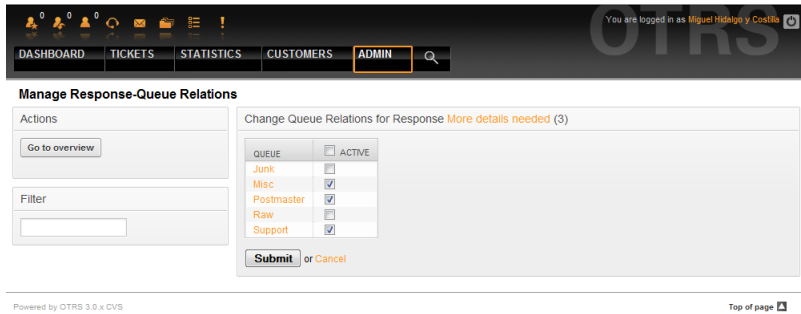 0 0 0
You are logged in as Miguel Hidalgo y Costilla
OTRS
DASHBOARD TICKETS STATISTICS CUSTOMERS ADMIN
Manage Response-Queue Relations
Actions
Go to overview
Filter
Change Queue Relations for Response More details needed (3)
QUEUE ACTIVE
Junk
Misc
Postmaster
Raw
Support
Submit or Cancel
Powered by OTRS 3.0.x CVS
Top of page